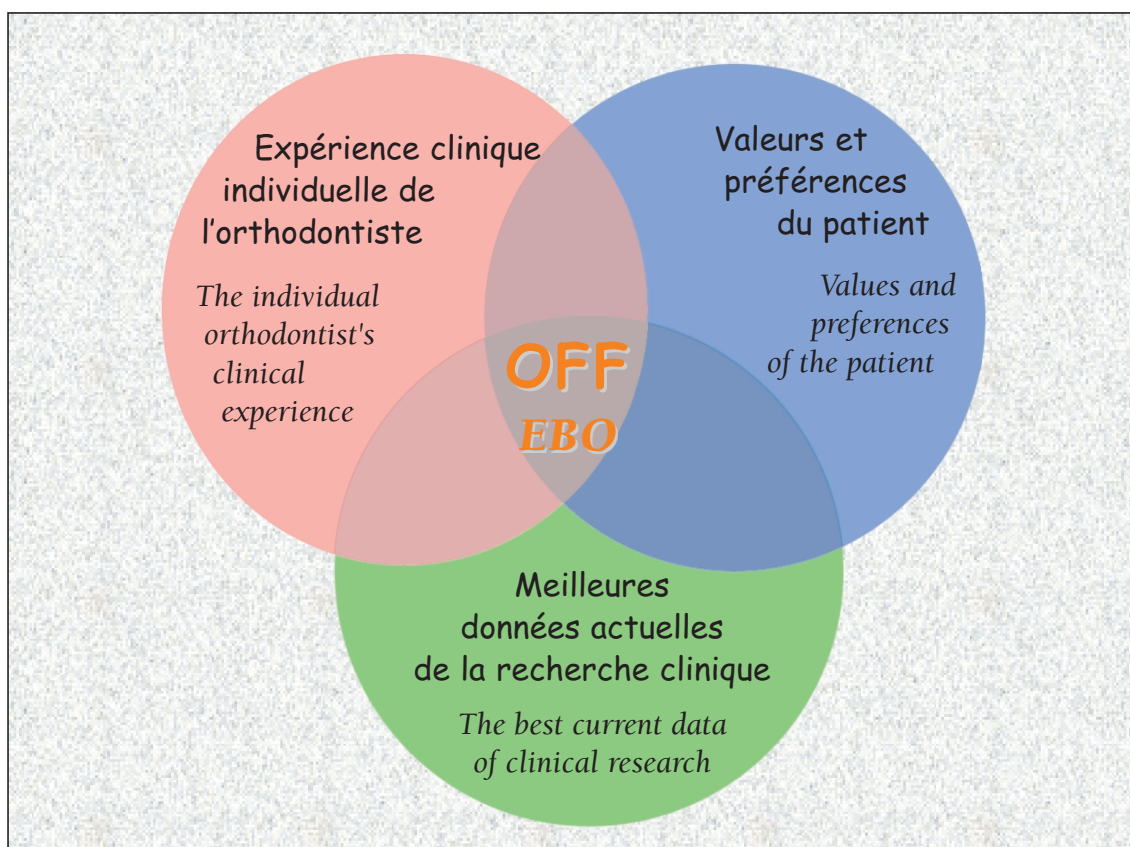 Expérience clinique
individuelle de
l'orthodontiste
The individual
orthodontist's
clinical
experience
Valeurs et
préférences
du patient
Values and
preferences
of the patient
OFF
EBO
Meilleures
données actuelles
de la recherche clinique
The best current data
of clinical research